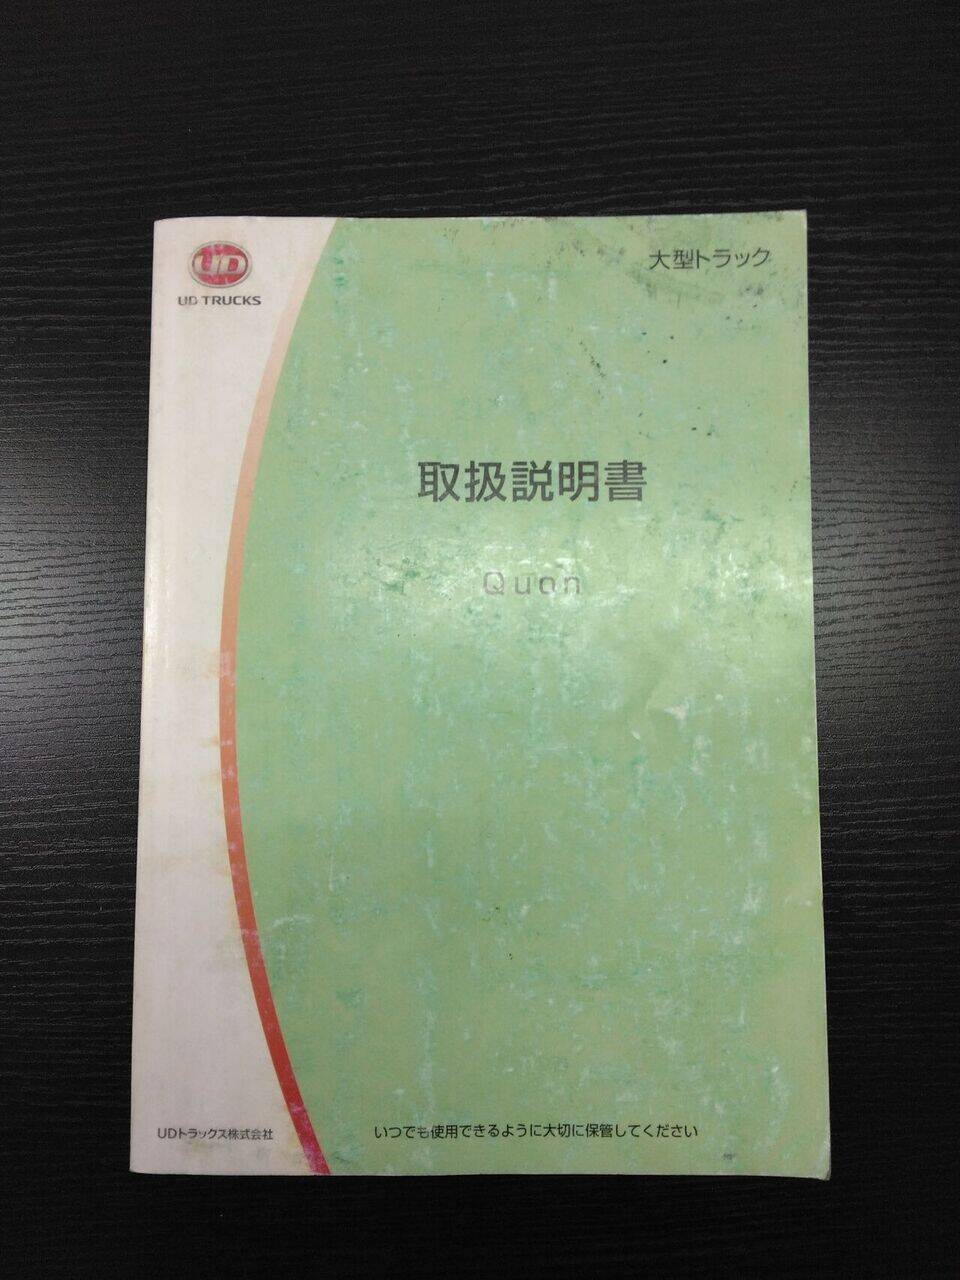 UD
UD TRUCKS
大型トラック
取扱説明書
Quon
UDトラックス株式会社
いつでも使用できるように大切に保管してください